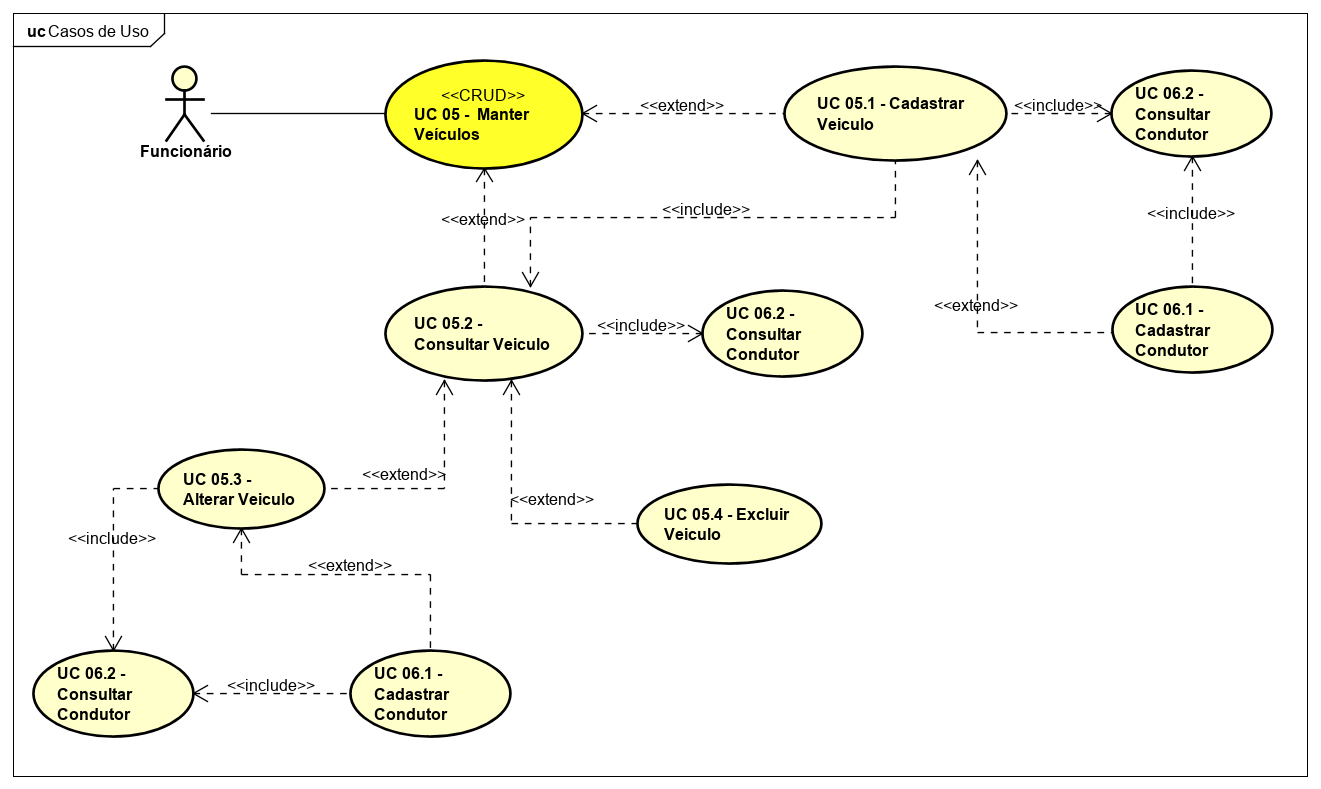 uc Casos de Uso
Funcionário
<<CRUD>>
UC 05 - Manter
Veículos
<<extend>>
UC 05.1 - Cadastrar
Veiculo
<<include>>
UC 06.2 -
Consultar
Condutor
<<extend>>
<<include>>
<<include>>
UC 05.2 -
Consultar Veiculo
<<include>>
UC 06.2 -
Consultar
Condutor
<<extend>>
UC 06.1 -
Cadastrar
Condutor
UC 05.3 -
Alterar Veiculo
<<extend>>
<<extend>>
UC 05.4 - Excluir
Veiculo
<<include>>
<<extend>>
UC 06.2 -
Consultar
Condutor
<<include>>
UC 06.1 -
Cadastrar
Condutor